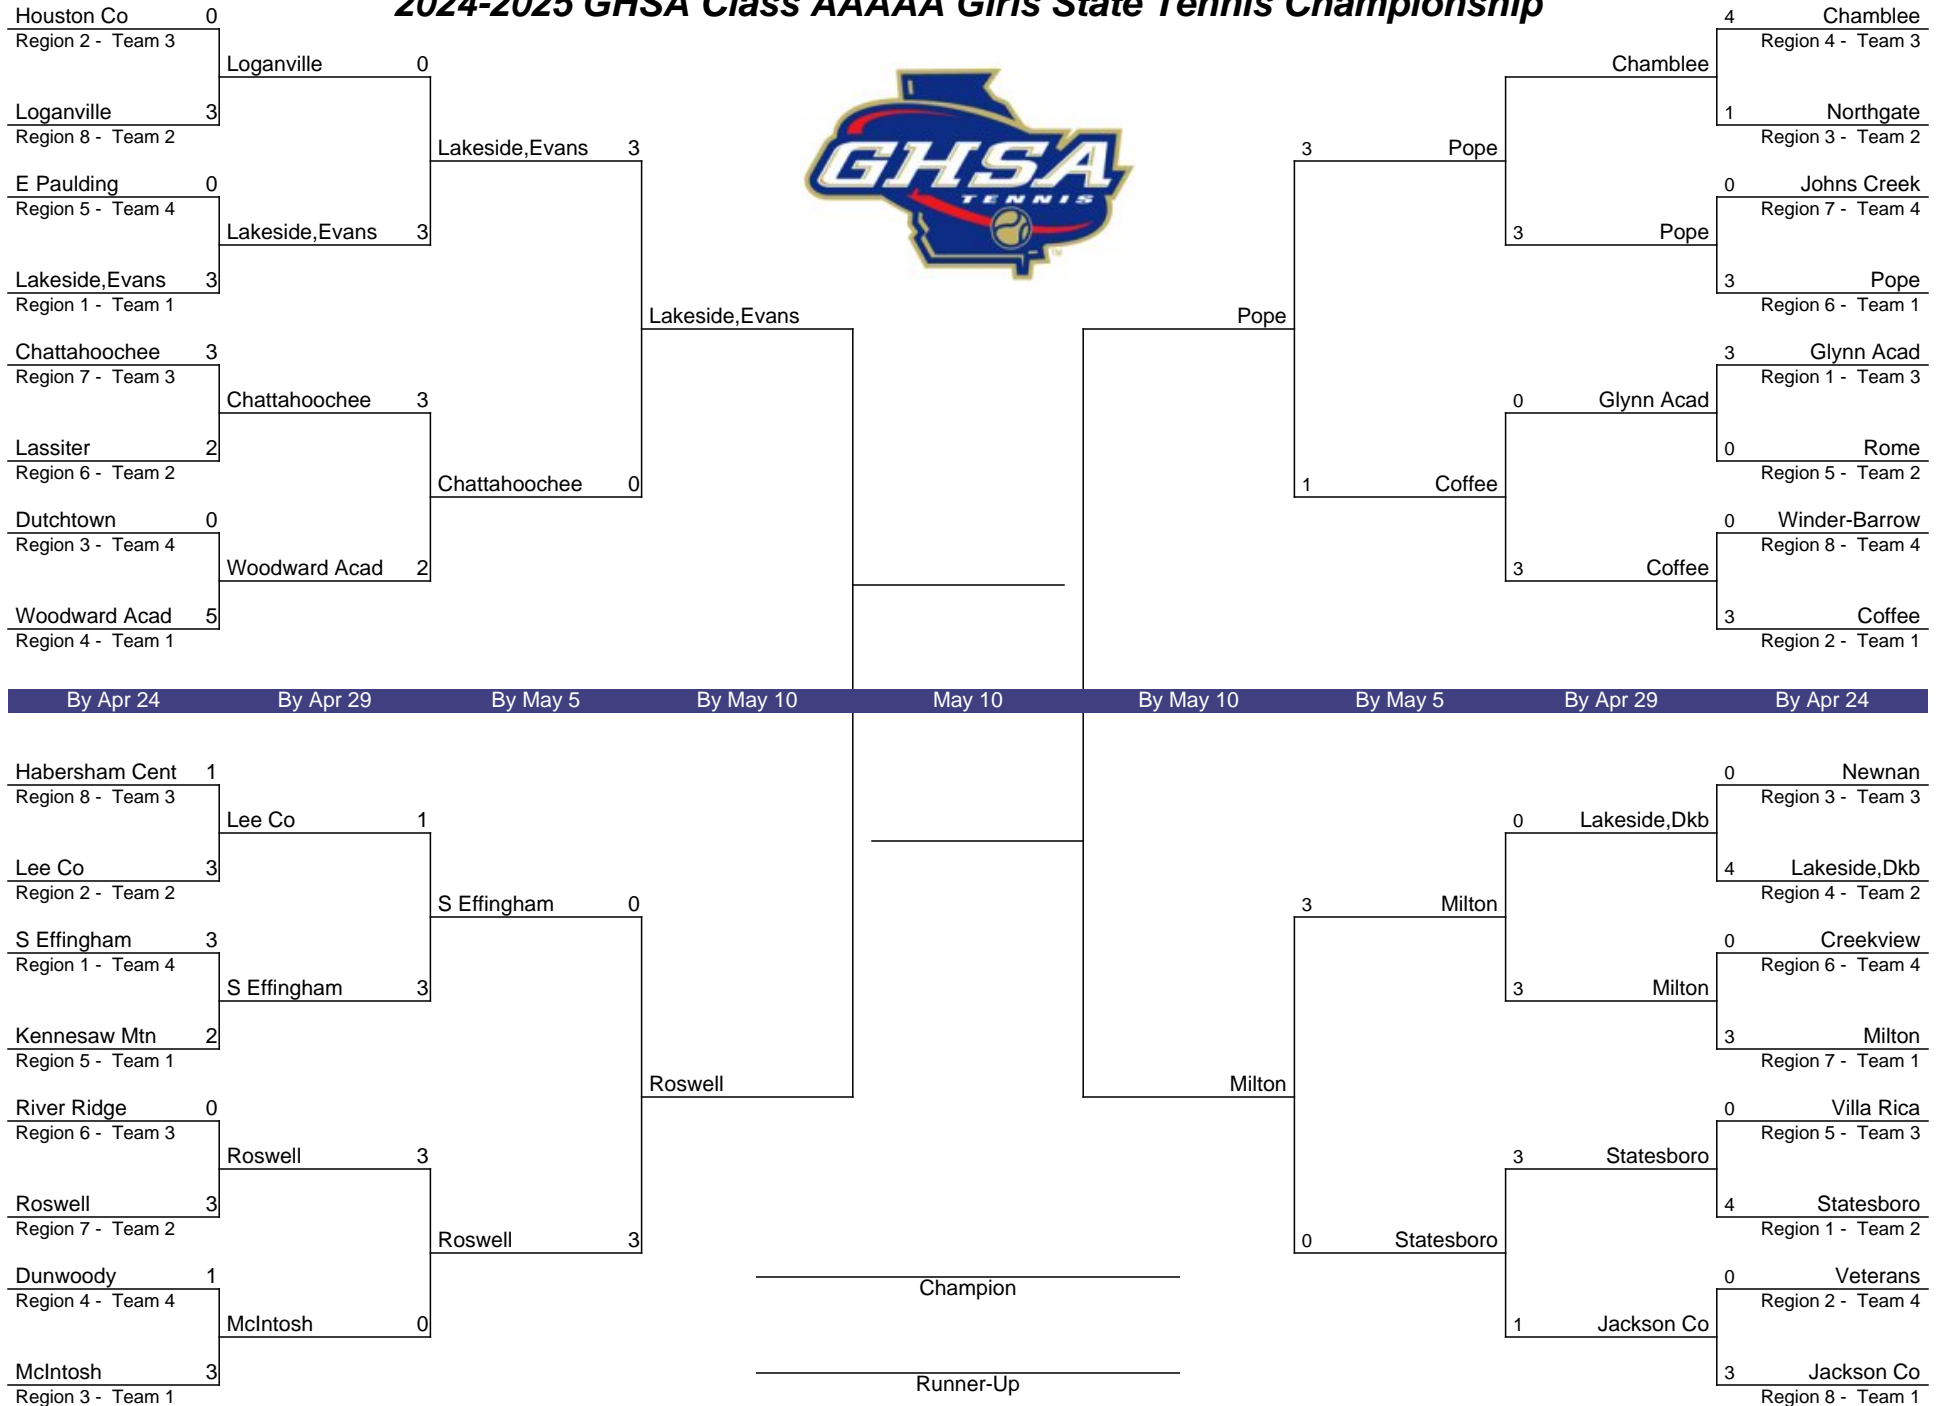 2024-2025 GHSA Class AAAAA Girls State Tennis Championship
Houston Co 0
Region 2 - Team 3
Loganville 0
Loganville 3
Region 8 - Team 2
Lakeside,Evans 3
E Paulding 0
Region 5 - Team 4
Lakeside,Evans 3
Lakeside,Evans 3
Region 1 - Team 1
Lakeside,Evans
Chattahoochee 3
Region 7 - Team 3
Chattahoochee 3
Lassiter 2
Region 6 - Team 2
Chattahoochee 0
Dutchtown 0
Region 3 - Team 4
Woodward Acad 2
Woodward Acad 5
Region 4 - Team 1
GHSA
TENNIS
TM
4 Chamblee
Region 4 - Team 3
Chamblee
1 Northgate
Region 3 - Team 2
3 Pope
0 Johns Creek
Region 7 - Team 4
3 Pope
3 Pope
Region 6 - Team 1
Pope
3 Glynn Acad
Region 1 - Team 3
0 Glynn Acad
0 Rome
Region 5 - Team 2
1 Coffee
0 Winder-Barrow
Region 8 - Team 4
3 Coffee
3 Coffee
Region 2 - Team 1
By Apr 24 By Apr 29 By May 5 By May 10 May 10 By May 10 By May 5 By Apr 29 By Apr 24
Habersham Cent 1
Region 8 - Team 3
Lee Co 1
Lee Co 3
Region 2 - Team 2
S Effingham 0
S Effingham 3
Region 1 - Team 4
S Effingham 3
Kennesaw Mtn 2
Region 5 - Team 1
Roswell
River Ridge 0
Region 6 - Team 3
Roswell 3
Roswell 3
Region 7 - Team 2
Roswell 3
Dunwoody 1
Region 4 - Team 4
McIntosh 0
McIntosh 3
Region 3 - Team 1
0 Newnan
Region 3 - Team 3
0 Lakeside,Dkb
4 Lakeside,Dkb
Region 4 - Team 2
3 Milton
0 Creekview
Region 6 - Team 4
3 Milton
3 Milton
Region 7 - Team 1
Milton
0 Villa Rica
Region 5 - Team 3
3 Statesboro
4 Statesboro
Region 1 - Team 2
0 Statesboro
0 Veterans
Region 2 - Team 4
1 Jackson Co
3 Jackson Co
Region 8 - Team 1
Champion
Runner-Up